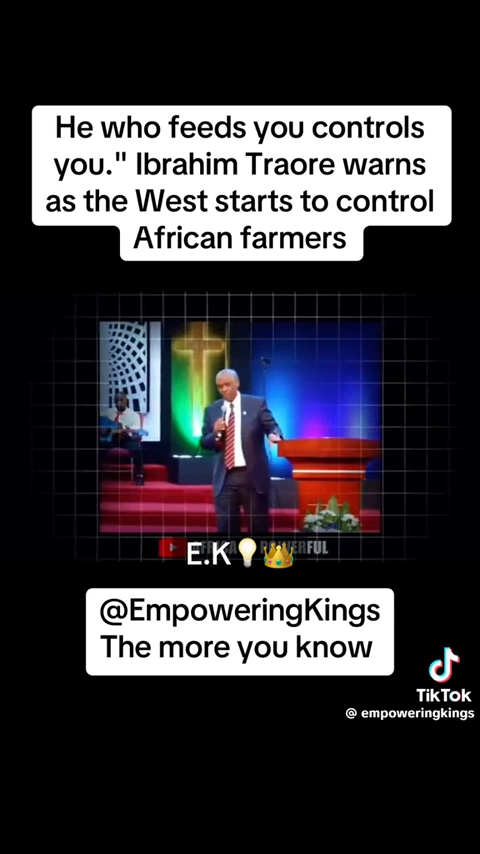 He who feeds you controls
you." Ibrahim Traore warns
as the West starts to control
African farmers
E.K
POWERFUL
@EmpoweringKings
The more you know
TikTok
@ empoweringkings